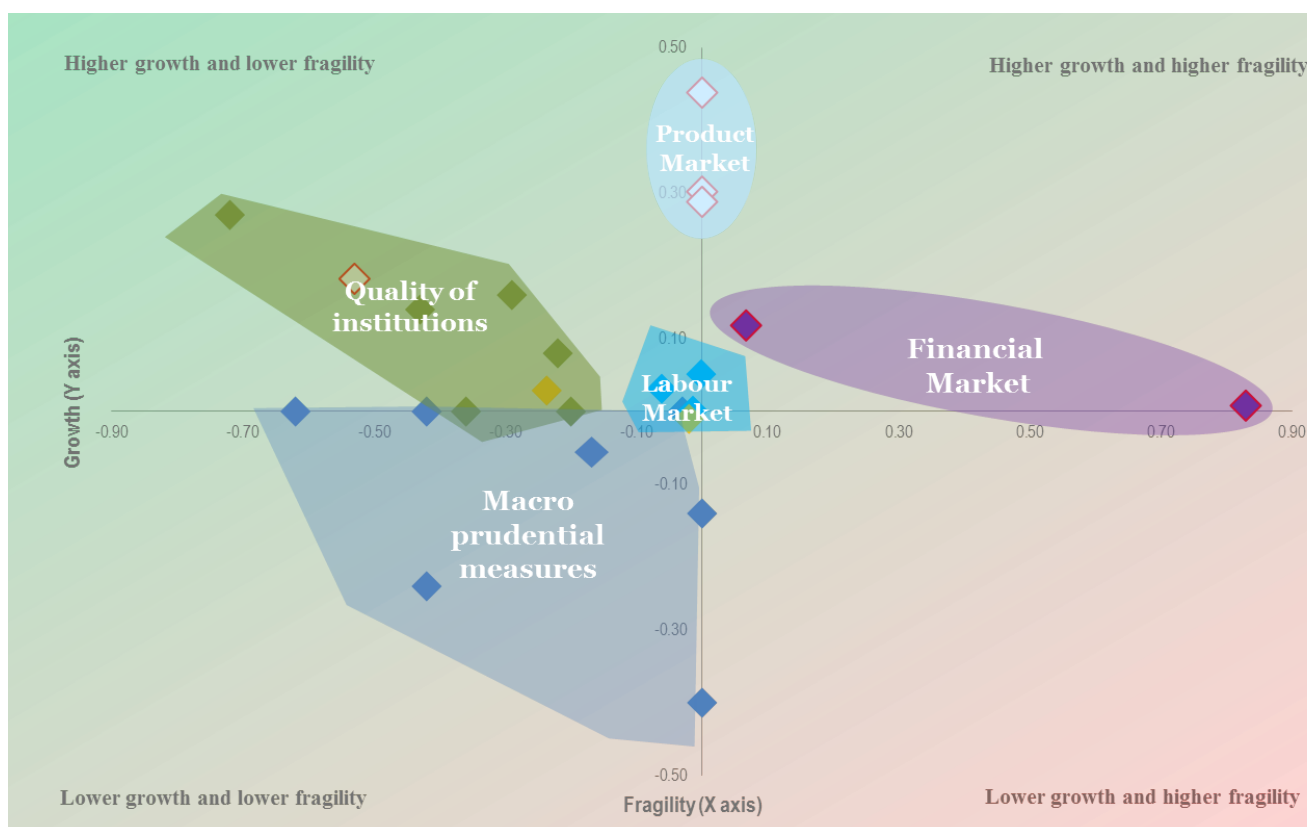 0.50
Higher growth and lower fragility
Higher growth and higher fragility
Product
Market
0.30
Quality of
institutions
0.10
Financial
Market
Labour
Market
Growth (Y axis)
-0.90
-0.70
-0.50
-0.30
-0.10
0.10
0.30
0.50
0.70
0.90
-0.10
Macro
prudential
measures
-0.30
-0.50
Lower growth and lower fragility
Fragility (X axis)
Lower growth and higher fragility